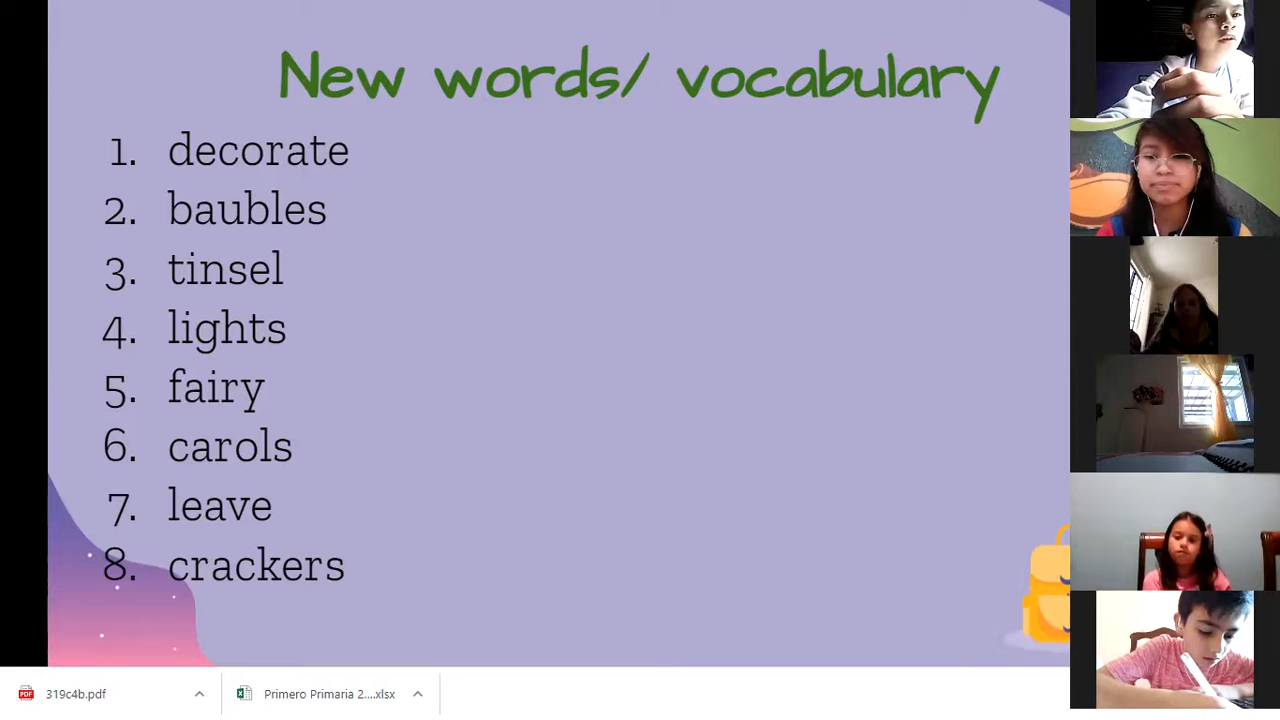 New words/ vocabulary
1. decorate
2. baubles
3. tinsel
4. lights
5. fairy
6. carols
7. leave
8. crackers
319c4b.pdf
Primero Primaria 2....xlsx